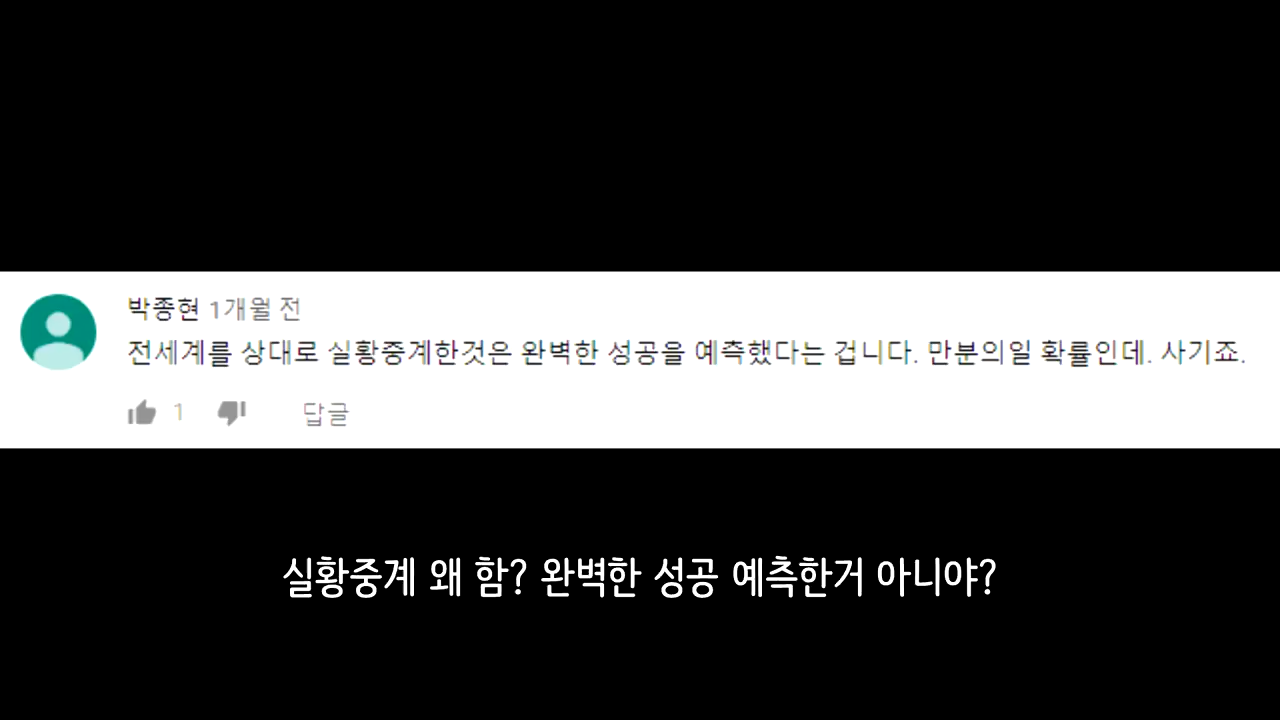 박종현 1개월 전
전세계를 상대로 실황중계한것은 완벽한 성공을 예측했다는 겁니다. 만분의일 확률인데. 사기죠.
1 답글
실황중계 왜 함? 완벽한 성공 예측한거 아니야?